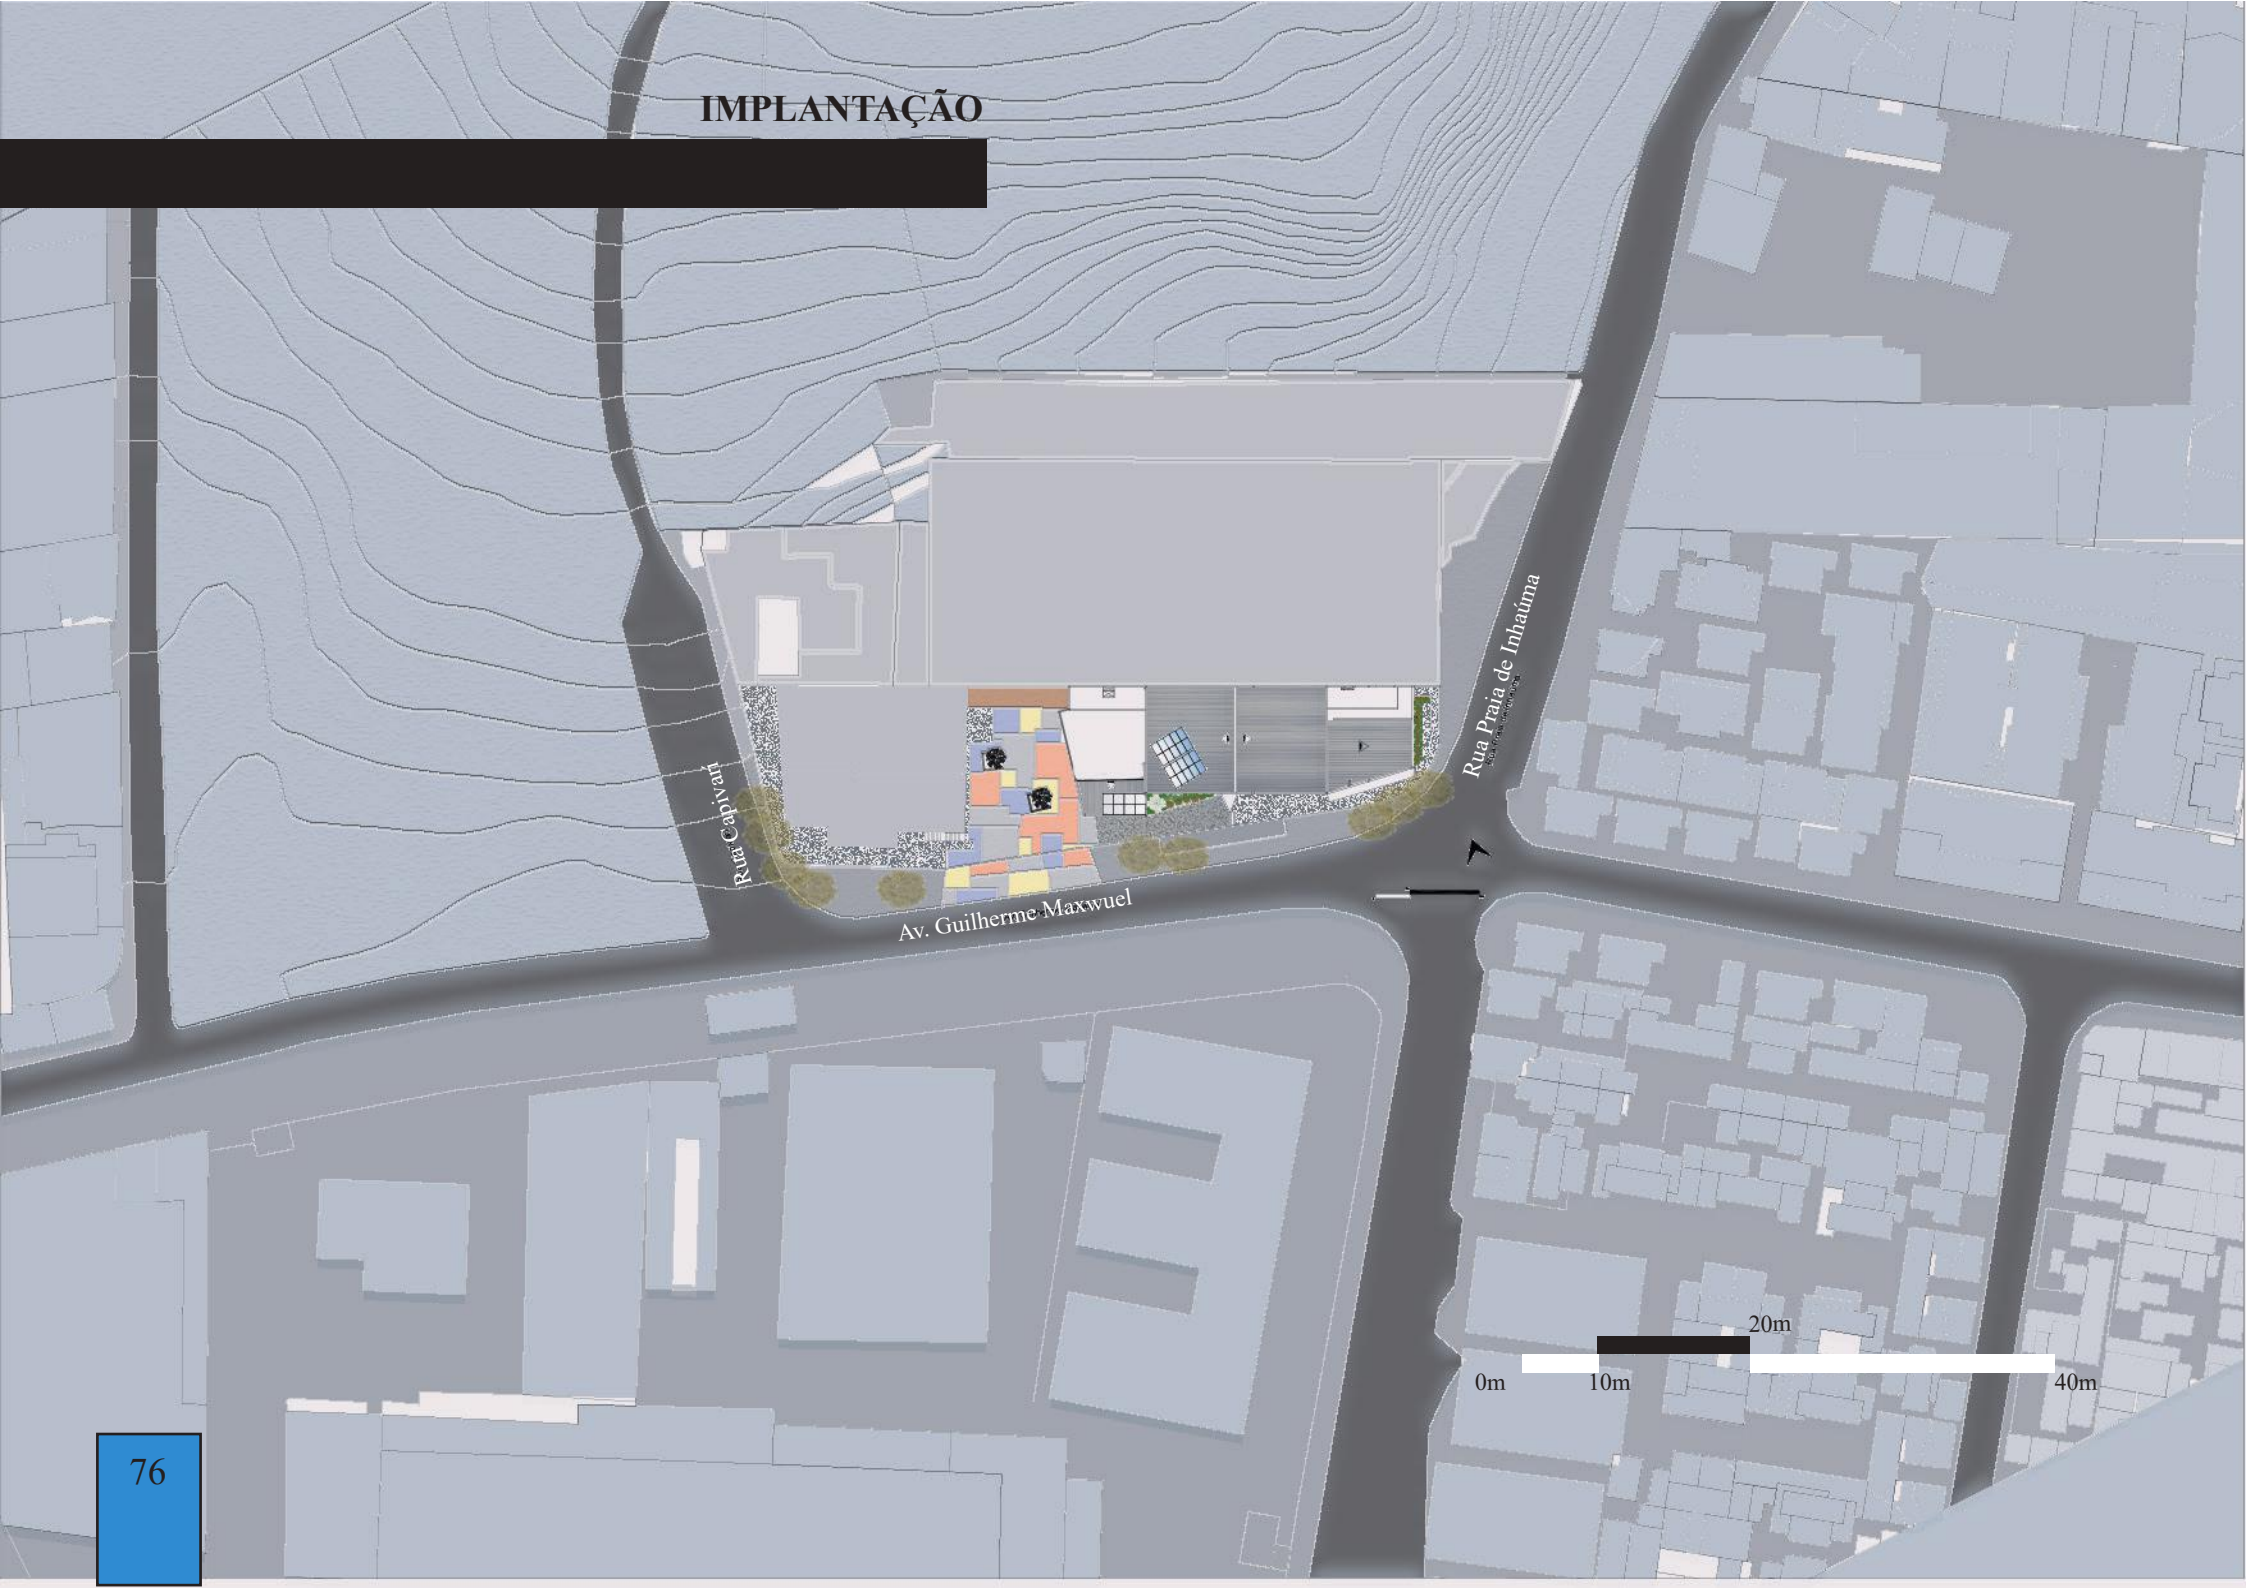 IMPLANTAÇÃO
Rua Praia de Inhaúma
Rua Capivari
Av. Guilherme Maxwuel
20m
0m
10m
40m
76